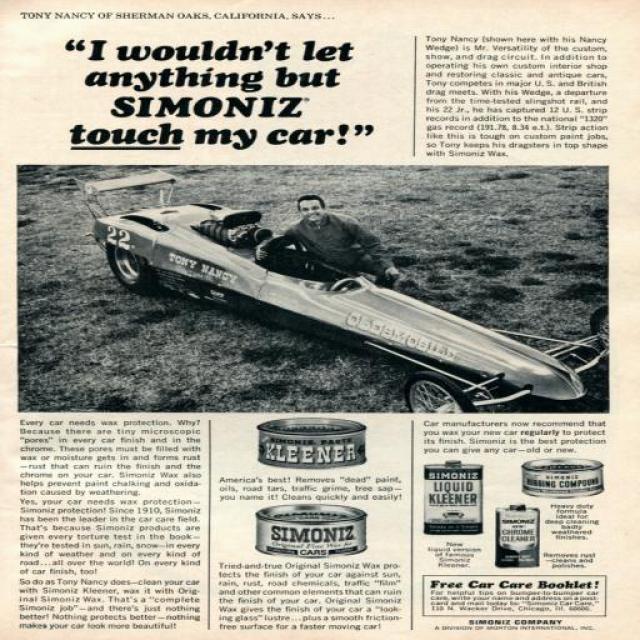 TONY NANCY OF SHERMAN OAKS, CALIFORNIA, SAYS...
“I wouldn’t let
anything but
SIMONIZ
touch my car!”
Tony Nancy (shown here with his Nancy
Wedge) is Mr. Versatility of the custom,
show, and drag circuit. In addition to
operating his own custom interior shop
and restoring classic and antique cars,
Tony competes in major U. S. and British
drag meets. With his Wedge, a departure
from the time-tested slingshot rail, and
his 22 Jr., he has captured 12 U. S. strip
records in addition to the national “1320”
gas record (191.78, 8.34 e.t.). Strip action
like this is tough on custom paint jobs,
so Tony keeps his dragsters in top shape
with Simoniz Wax.
22
TONY NANCY
OLDSMOBILE
Every car needs wax protection. Why?
Because there are tiny microscopic
“pores” in every car finish and in the
chrome. These pores must be filled with
wax or moisture gets in and forms rust
—rust that can ruin the finish and the
chrome on your car. Simoniz Wax also
helps prevent paint chalking and oxida-
tion caused by weathering.
Yes, your car needs wax protection—
Simoniz protection! Since 1910, Simoniz
has been the leader in the car care field.
That’s because Simoniz products are
given every torture test in the book—
they’re tested in sun, rain, snow—in every
kind of weather and on every kind of
road...all over the world! On every kind
of car finish, too!
So do as Tony Nancy does—clean your
car with Simoniz Kleener, wax it with Orig-
inal Simoniz Wax. That’s a “complete
Simoniz job”—and there’s just nothing
better! Nothing protects better—nothing
makes your car look more beautiful!
SIMONIZ PASTE
KLEENER
America’s best! Removes “dead” paint,
oils, road tars, traffic grime, tree sap—
you name it! Cleans quickly and easily!
SIMONIZ
Original Fine Wax for
CARS
Tried-and-true Original Simoniz Wax pro-
tects the finish of your car against sun,
rain, rust, road chemicals, traffic “film”
and other common elements that can ruin
the finish of your car. Original Simoniz
Wax gives the finish of your car a “look-
ing glass” lustre...plus a smooth friction-
free surface for a faster moving car!
Car manufacturers now recommend that
you wax your new car regularly to protect
its finish. Simoniz is the best protection
you can give any car—old or new.
SIMONIZ
LIQUID
KLEENER
New
liquid version
of famous
Simoniz
Kleener.
SIMONIZ
RUBBING COMPOUND
Heavy duty
formula
ideal for
deep cleaning
badly
weathered
finishes.
SIMONIZ
CHROME
CLEANER
Removes rust
—cleans and
polishes.
Free Car Care Booklet!
For helpful tips on bumper-to-bumper car
care, write your name and address on a post-
card and mail today to: “Simoniz Car Care,”
N. Wacker Drive, Chicago, Ill. 60606.
SIMONIZ COMPANY
A DIVISION OF MORTON INTERNATIONAL, INC.